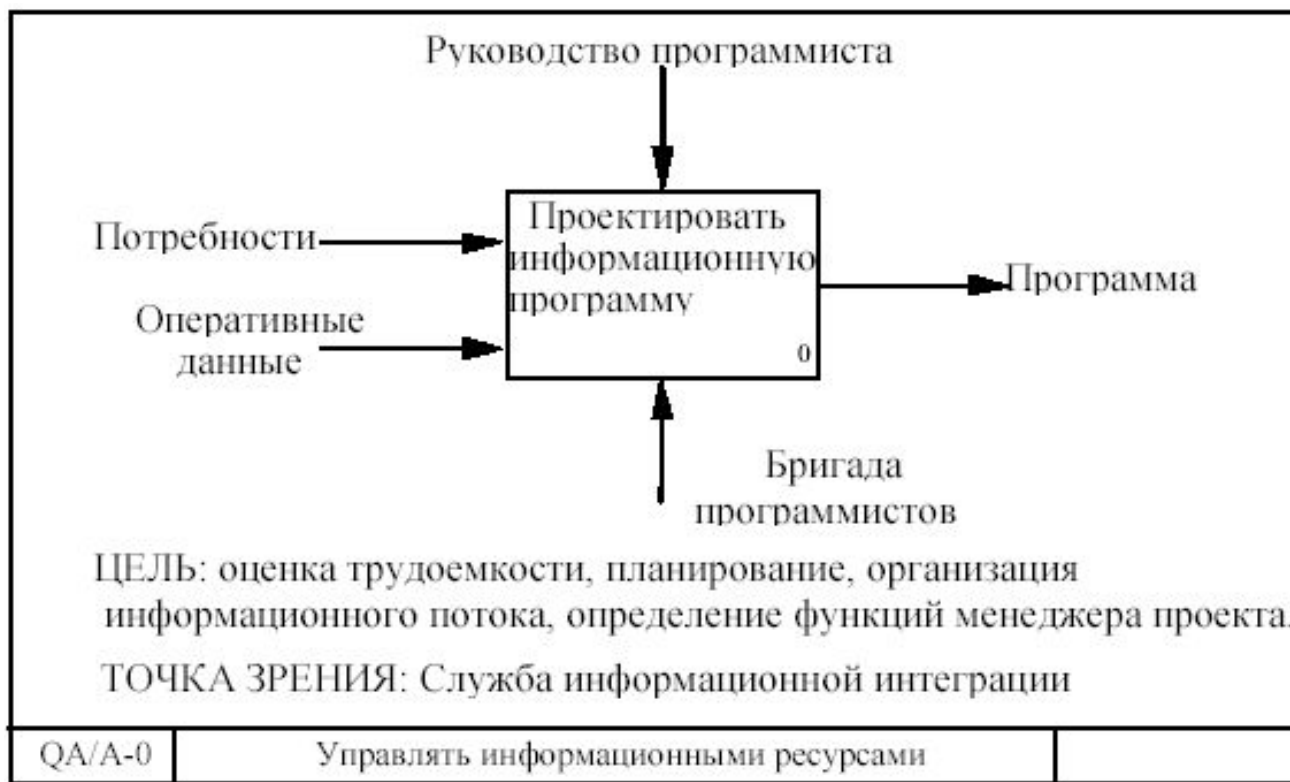 Руководство программиста
Потребности
Оперативные
данные
Проектировать
информационную
программу
0
Программа
Бригада
программистов
ЦЕЛЬ: оценка трудоемкости, планирование, организация
информационного потока, определение функций менеджера проекта.
ТОЧКА ЗРЕНИЯ: Служба информационной интеграции
QA/A-0
Управлять информационными ресурсами